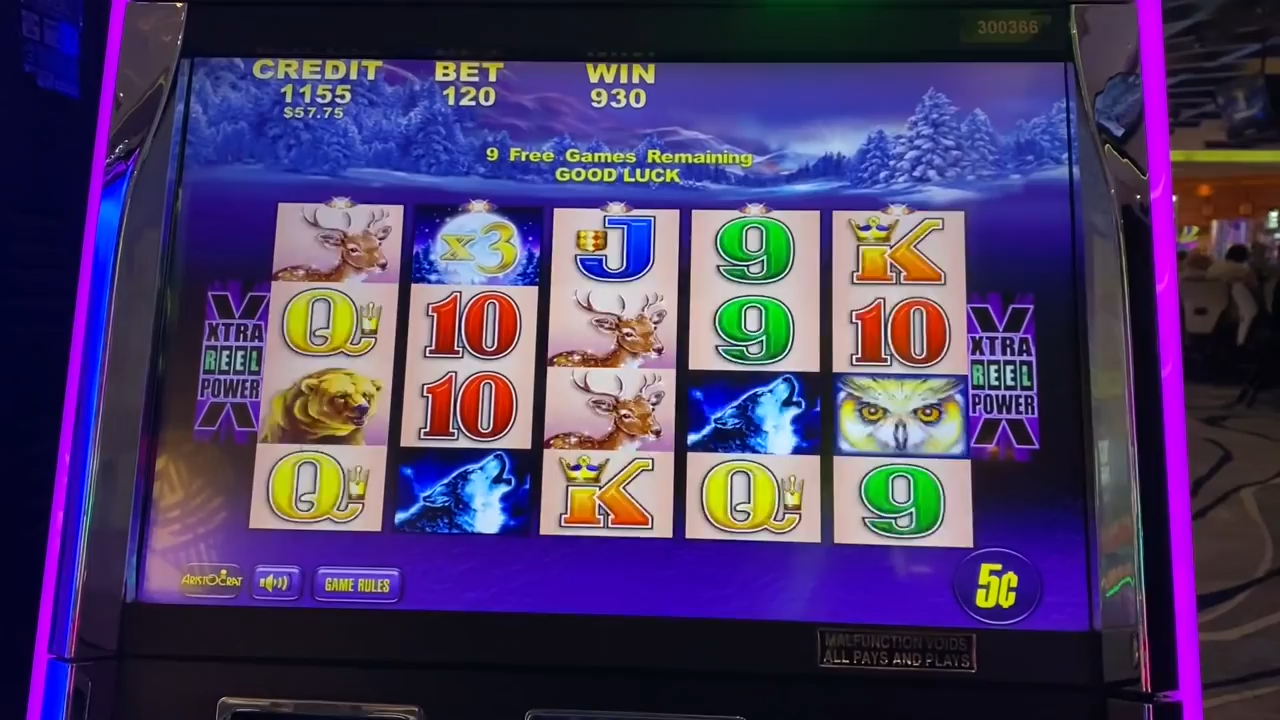 300366
CREDIT BET WIN
1155 120 930
$57.75
9 Free Games Remaining
GOOD LUCK
x3 J 9 K
Q 10 9 10
10
Q K Q 9
XTRA
REEL
POWER
X
XTRA
REEL
POWER
X
ARISTOCRAT
GAME RULES
5¢
MALFUNCTION VOIDS
ALL PAYS AND PLAYS